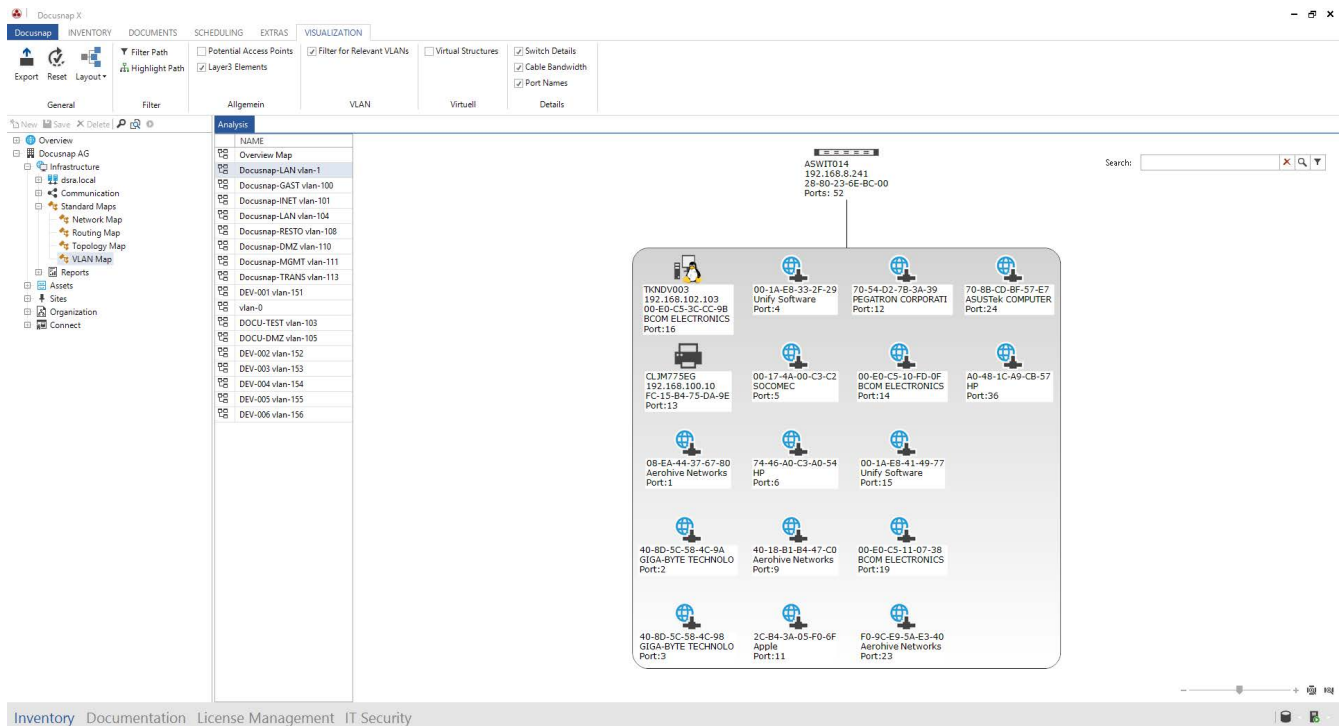 Docusnap X
Docusnap INVENTORY DOCUMENTS SCHEDULING EXTRAS VISUALIZATION
Export Reset Layout
Filter Path
Highlight Path
Potential Access Points
Layer3 Elements
Filter for Relevant VLANs
Virtual Structures
Switch Details
Cable Bandwidth
Port Names
General Filter Allgemein VLAN Virtuell Details
New Save Delete
Overview
Docusnap AG
Infrastructure
dsra.local
Communication
Standard Maps
Network Map
Routing Map
Topology Map
VLAN Map
Reports
Assets
Sites
Organization
Connect
Analysis
NAME
Overview Map
Docusnap-LAN vlan-1
Docusnap-GAST vlan-100
Docusnap-INET vlan-101
Docusnap-LAN vlan-104
Docusnap-RESTO vlan-108
Docusnap-DMZ vlan-110
Docusnap-MGMT vlan-111
Docusnap-TRANS vlan-113
DEV-001 vlan-151
vlan-0
DOCU-TEST vlan-103
DOCU-DMZ vlan-105
DEV-002 vlan-152
DEV-003 vlan-153
DEV-004 vlan-154
DEV-005 vlan-155
DEV-006 vlan-156
Search:
ASWIT014
192.168.8.241
28-80-23-6E-BC-00
Ports: 52
TKNDV003
192.168.102.103
00-E0-C5-3C-CC-9B
BCOM ELECTRONICS
Port:16
00-1A-E8-33-2F-29
Unify Software
Port:4
70-54-D2-7B-3A-39
PEGATRON CORPORATI
Port:12
70-8B-CD-BF-57-E7
ASUSTek COMPUTER
Port:24
CLJM775EG
192.168.100.10
FC-15-B4-75-DA-9E
Port:13
00-17-4A-00-C3-C2
SOCOMEC
Port:5
00-E0-C5-10-FD-0F
BCOM ELECTRONICS
Port:14
A0-48-1C-A9-CB-57
HP
Port:36
08-EA-44-37-67-80
Aerohive Networks
Port:1
74-46-A0-C3-A0-54
HP
Port:6
00-1A-E8-41-49-77
Unify Software
Port:15
40-8D-5C-58-4C-9A
GIGA-BYTE TECHNOLO
Port:2
40-18-B1-B4-47-C0
Aerohive Networks
Port:9
00-E0-C5-11-07-38
BCOM ELECTRONICS
Port:19
40-8D-5C-58-4C-98
GIGA-BYTE TECHNOLO
Port:3
2C-B4-3A-05-F0-6F
Apple
Port:11
F0-9C-E9-5A-E3-40
Aerohive Networks
Port:23
Inventory Documentation License Management IT Security